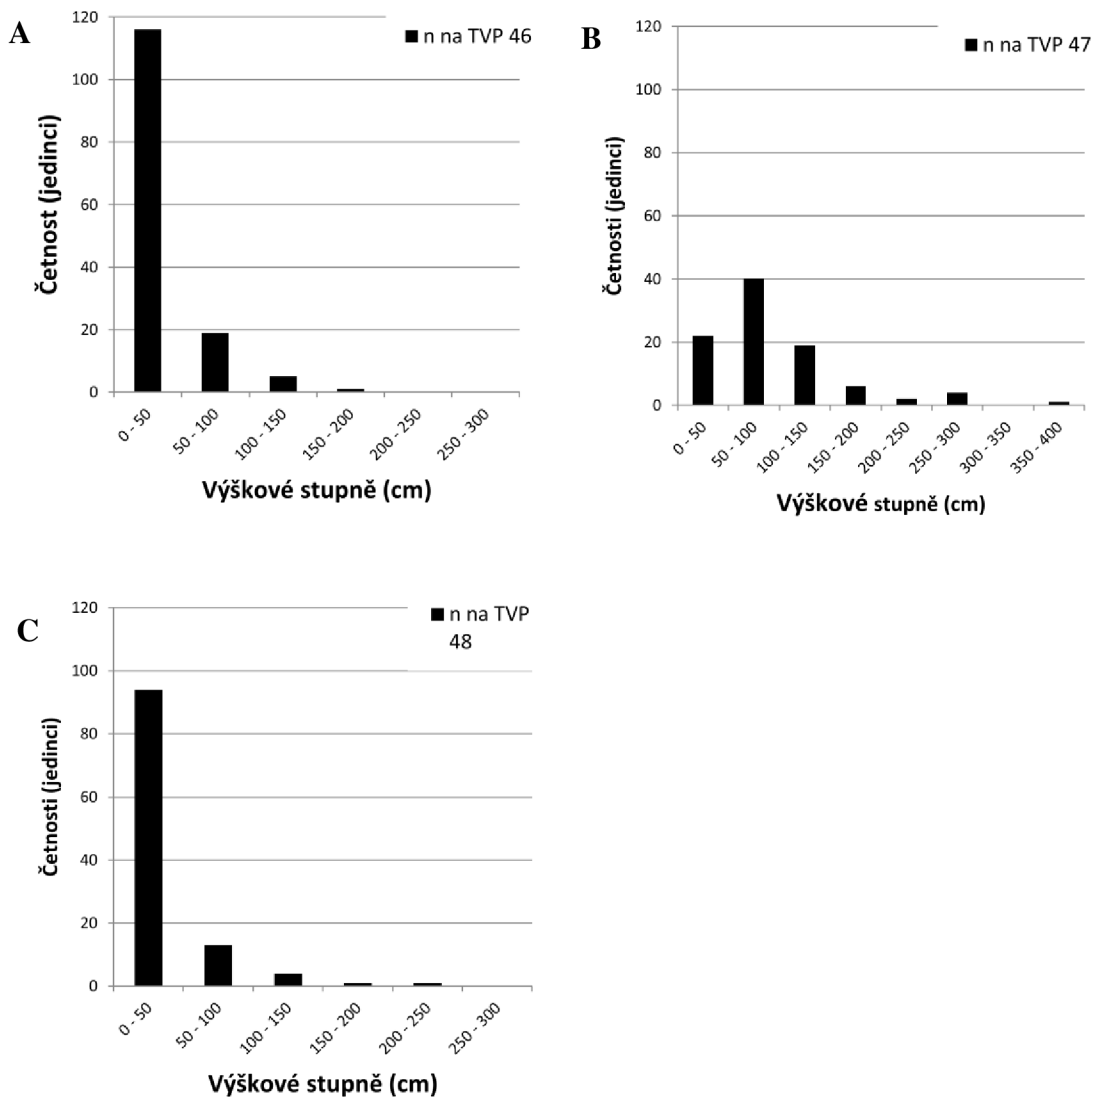 A
n na TVP 46
Četnost (jedinci)
120
100
80
60
40
20
0
0 - 50
50 - 100
100 - 150
150 - 200
200 - 250
250 - 300
Výškové stupně (cm)
B
n na TVP 47
Četnosti (jedinci)
120
100
80
60
40
20
0
0 - 50
50 - 100
100 - 150
150 - 200
200 - 250
250 - 300
300 - 350
350 - 400
Výškové stupně (cm)
C
n na TVP
48
Četnosti (jedinci)
120
100
80
60
40
20
0
0 - 50
50 - 100
100 - 150
150 - 200
200 - 250
250 - 300
Výškové stupně (cm)